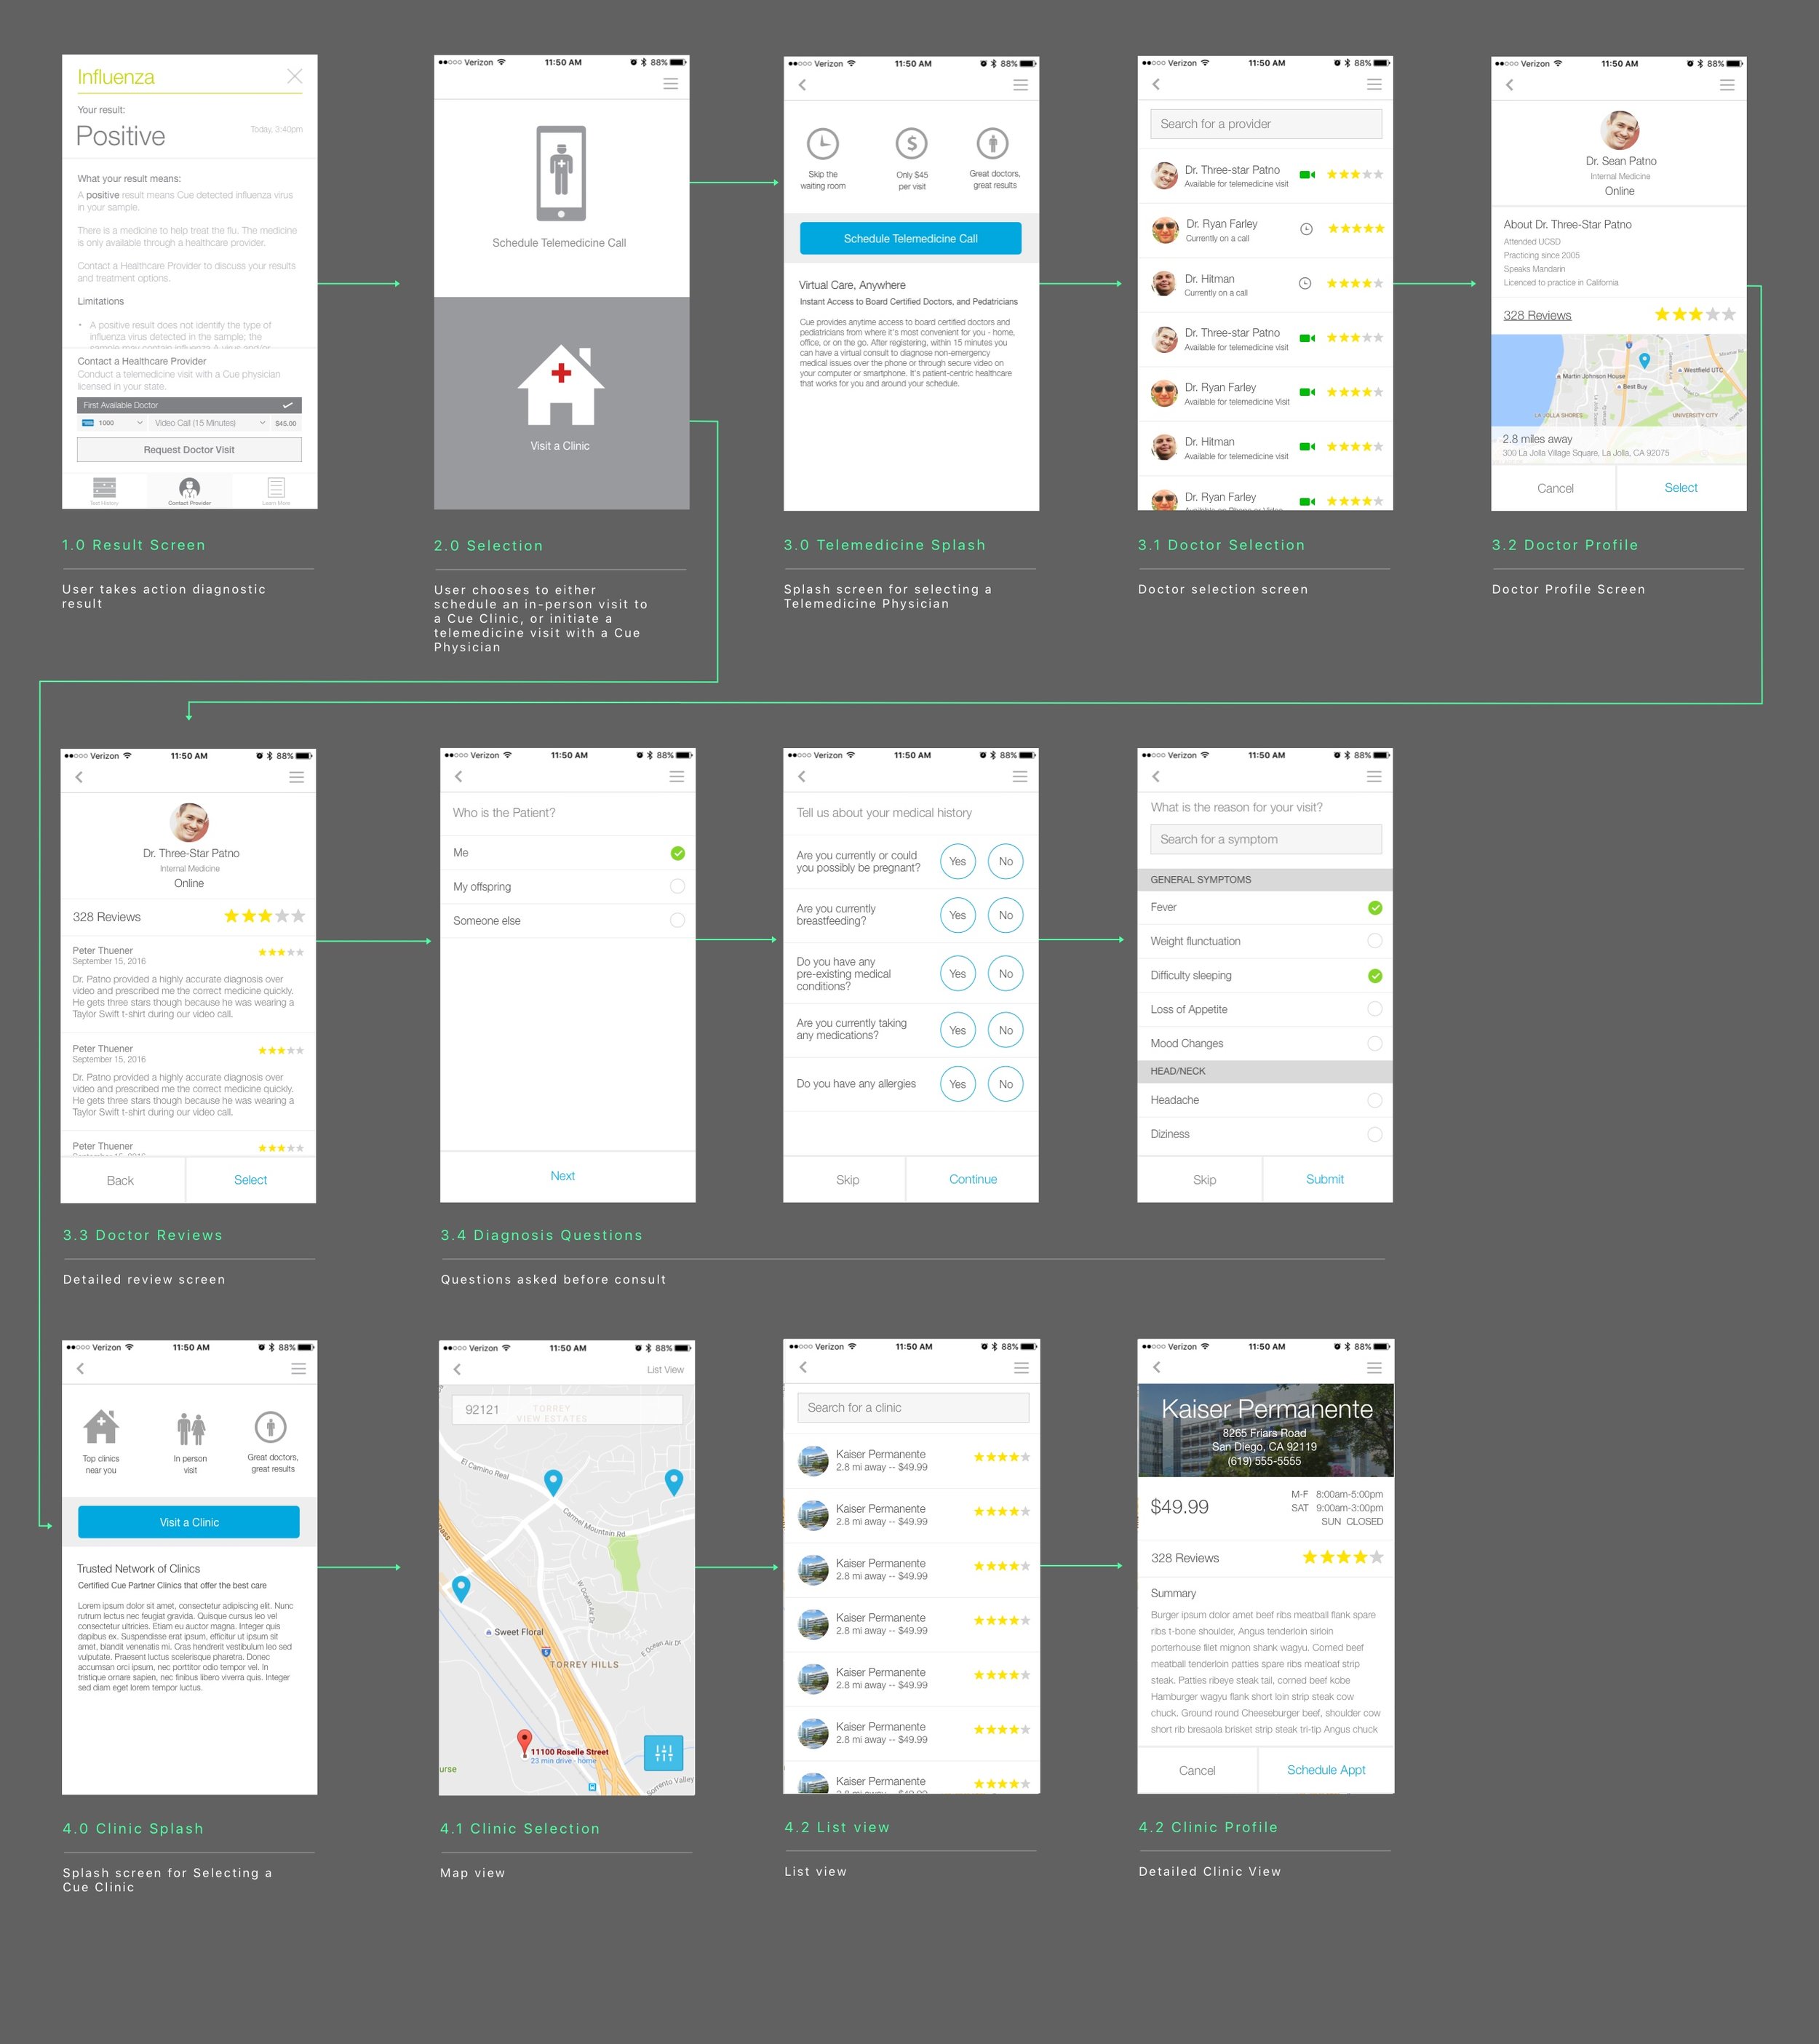 Influenza
Your result:
Positive
Today, 3:40pm
What your result means:
A positive result means Cue detected influenza virus
in your sample.
There is a medicine to help treat the flu. The medicine
is only available through a healthcare provider.
Contact a Healthcare Provider to discuss your results
and treatment options.
Limitations
• A positive result does not identify the type of
influenza virus detected in the sample; the
sample may contain influenza A virus and/or
Contact a Healthcare Provider
Conduct a telemedicine visit with a Cue physician
licensed in your state.
First Available Doctor
1000
Video Call (15 Minutes)
$45.00
Request Doctor Visit
Test History
Contact Provider
Learn More
1.0 Result Screen
User takes action diagnostic
result
Verizon 11:50 AM 88%
Schedule Telemedicine Call
Visit a Clinic
2.0 Selection
User chooses to either
schedule an in-person visit to
a Cue Clinic, or initiate a
telemedicine visit with a Cue
Physician
Verizon 11:50 AM 88%
Skip the
waiting room
Only $45
per visit
Great doctors,
great results
Schedule Telemedicine Call
Virtual Care, Anywhere
Instant Access to Board Certified Doctors, and Pedatricians
Cue provides anytime access to board certified doctors and
pediatricians from where it's most convenient for you - home,
office, or on the go. After registering, within 15 minutes you
can have a virtual consult to diagnose non-emergency
medical issues over the phone or through secure video on
your computer or smartphone. It's patient-centric healthcare
that works for you and around your schedule.
3.0 Telemedicine Splash
Splash screen for selecting a
Telemedicine Physician
Verizon 11:50 AM 88%
Search for a provider
Dr. Three-star Patno
Available for telemedicine visit
Dr. Ryan Farley
Currently on a call
Dr. Hitman
Currently on a call
Dr. Three-star Patno
Available for telemedicine visit
Dr. Ryan Farley
Available for telemedicine Visit
Dr. Hitman
Available for telemedicine visit
Dr. Ryan Farley
Available on Phone or Video
3.1 Doctor Selection
Doctor selection screen
Verizon 11:50 AM 88%
Dr. Sean Patno
Internal Medicine
Online
About Dr. Three-Star Patno
Attended UCSD
Practicing since 2005
Speaks Mandarin
Licenced to practice in California
328 Reviews
Martin Johnson House
Westfield UTC
Best Buy
LA JOLLA SHORES
UNIVERSITY CITY
2.8 miles away
300 La Jolla Village Square, La Jolla, CA 92075
Cancel
Select
3.2 Doctor Profile
Doctor Profile Screen
Verizon 11:50 AM 88%
Dr. Three-Star Patno
Internal Medicine
Online
328 Reviews
Peter Thuener
September 15, 2016
Dr. Patno provided a highly accurate diagnosis over
video and prescribed me the correct medicine quickly.
He gets three stars though because he was wearing a
Taylor Swift t-shirt during our video call.
Peter Thuener
September 15, 2016
Dr. Patno provided a highly accurate diagnosis over
video and prescribed me the correct medicine quickly.
He gets three stars though because he was wearing a
Taylor Swift t-shirt during our video call.
Peter Thuener
September 15, 2016
Back
Select
3.3 Doctor Reviews
Detailed review screen
Verizon 11:50 AM 88%
Who is the Patient?
Me
My offspring
Someone else
Next
Verizon 11:50 AM 88%
Tell us about your medical history
Are you currently or could
you possibly be pregnant?
Yes
No
Are you currently
breastfeeding?
Yes
No
Do you have any
pre-existing medical
conditions?
Yes
No
Are you currently taking
any medications?
Yes
No
Do you have any allergies
Yes
No
Skip
Continue
Verizon 11:50 AM 88%
What is the reason for your visit?
Search for a symptom
GENERAL SYMPTOMS
Fever
Weight flunctuation
Difficulty sleeping
Loss of Appetite
Mood Changes
HEAD/NECK
Headache
Diziness
Skip
Submit
3.4 Diagnosis Questions
Questions asked before consult
Verizon 11:50 AM 88%
Top clinics
near you
In person
visit
Great doctors,
great results
Visit a Clinic
Trusted Network of Clinics
Certified Cue Partner Clinics that offer the best care
Lorem ipsum dolor sit amet, consectetur adipiscing elit. Nunc
rutrum lectus nec feugiat gravida. Quisque cursus leo vel
consectetur ultricies. Etiam eu auctor magna. Integer quis
dapibus ex. Suspendisse erat ipsum, efficitur ut ipsum sit
amet, blandit venenatis mi. Cras hendrerit vestibulum leo sed
vulputate. Praesent luctus scelerisque pharetra. Donec
accumsan orci ipsum, nec porttitor odio tempor vel. In
tristique ornare sapien, nec finibus libero viverra quis. Integer
sed diam eget lorem tempor luctus.
4.0 Clinic Splash
Splash screen for Selecting a
Cue Clinic
Verizon 11:50 AM 88%
List View
92121
TORREY
VIEW ESTATES
El Camino Real
Carmel Mountain Rd
W Ocean Air Dr
E Ocean Air Dr
Sweet Floral
5
TORREY HILLS
11100 Roselle Street
23 min drive - home
urse
Sorrento Valley
4.1 Clinic Selection
Map view
Verizon 11:50 AM 88%
Search for a clinic
Kaiser Permanente
2.8 mi away -- $49.99
Kaiser Permanente
2.8 mi away -- $49.99
Kaiser Permanente
2.8 mi away -- $49.99
Kaiser Permanente
2.8 mi away -- $49.99
Kaiser Permanente
2.8 mi away -- $49.99
Kaiser Permanente
2.8 mi away -- $49.99
Kaiser Permanente
2.8 mi away -- $49.99
4.2 List view
List view
Verizon 11:50 AM 88%
Kaiser Permanente
8265 Friars Road
San Diego, CA 92119
(619) 555-5555
$49.99
M-F 8:00am-5:00pm
SAT 9:00am-3:00pm
SUN CLOSED
328 Reviews
Summary
Burger ipsum dolor amet beef ribs meatball flank spare
ribs t-bone shoulder, Angus tenderloin sirloin
porterhouse filet mignon shank wagyu. Corned beef
meatball tenderloin patties spare ribs meatloaf strip
steak. Patties ribeye steak tail, corned beef kobe
Hamburger wagyu flank short loin strip steak cow
chuck. Ground round Cheeseburger beef, shoulder cow
short rib bresaola brisket strip steak tri-tip Angus chuck
Cancel
Schedule Appt
4.2 Clinic Profile
Detailed Clinic View